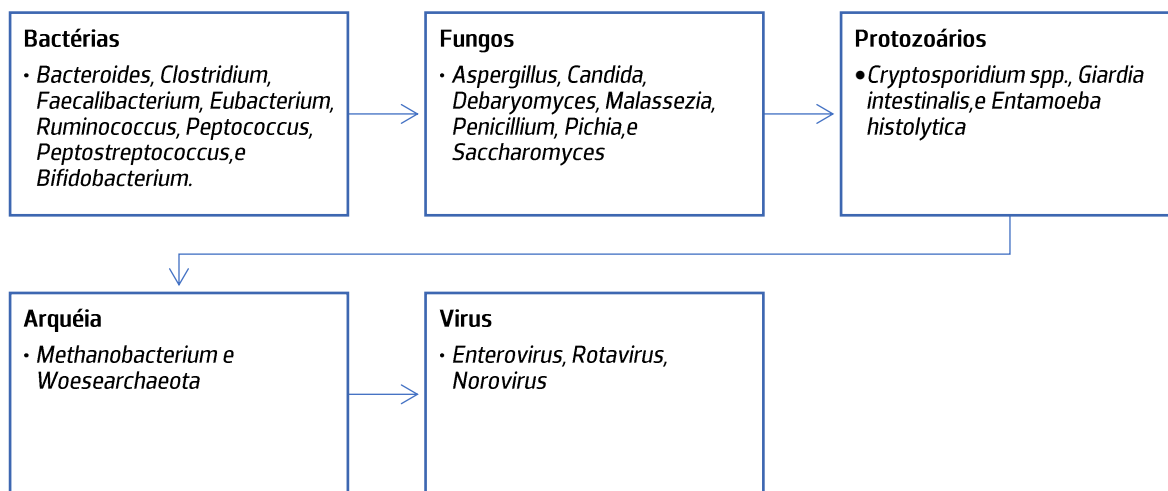 Bactérias
• Bacteroides, Clostridium,
Faecalibacterium, Eubacterium,
Ruminococcus, Peptococcus,
Peptostreptococcus,e
Bifidobacterium.
Fungos
• Aspergillus, Candida,
Debaryomyces, Malassezia,
Penicillium, Pichia,e
Saccharomyces
Protozoários
•Cryptosporidium spp., Giardia
intestinalis,e Entamoeba
histolytica
Arquéia
• Methanobacterium e
Woesearchaeota
Virus
• Enterovirus, Rotavirus,
Norovirus